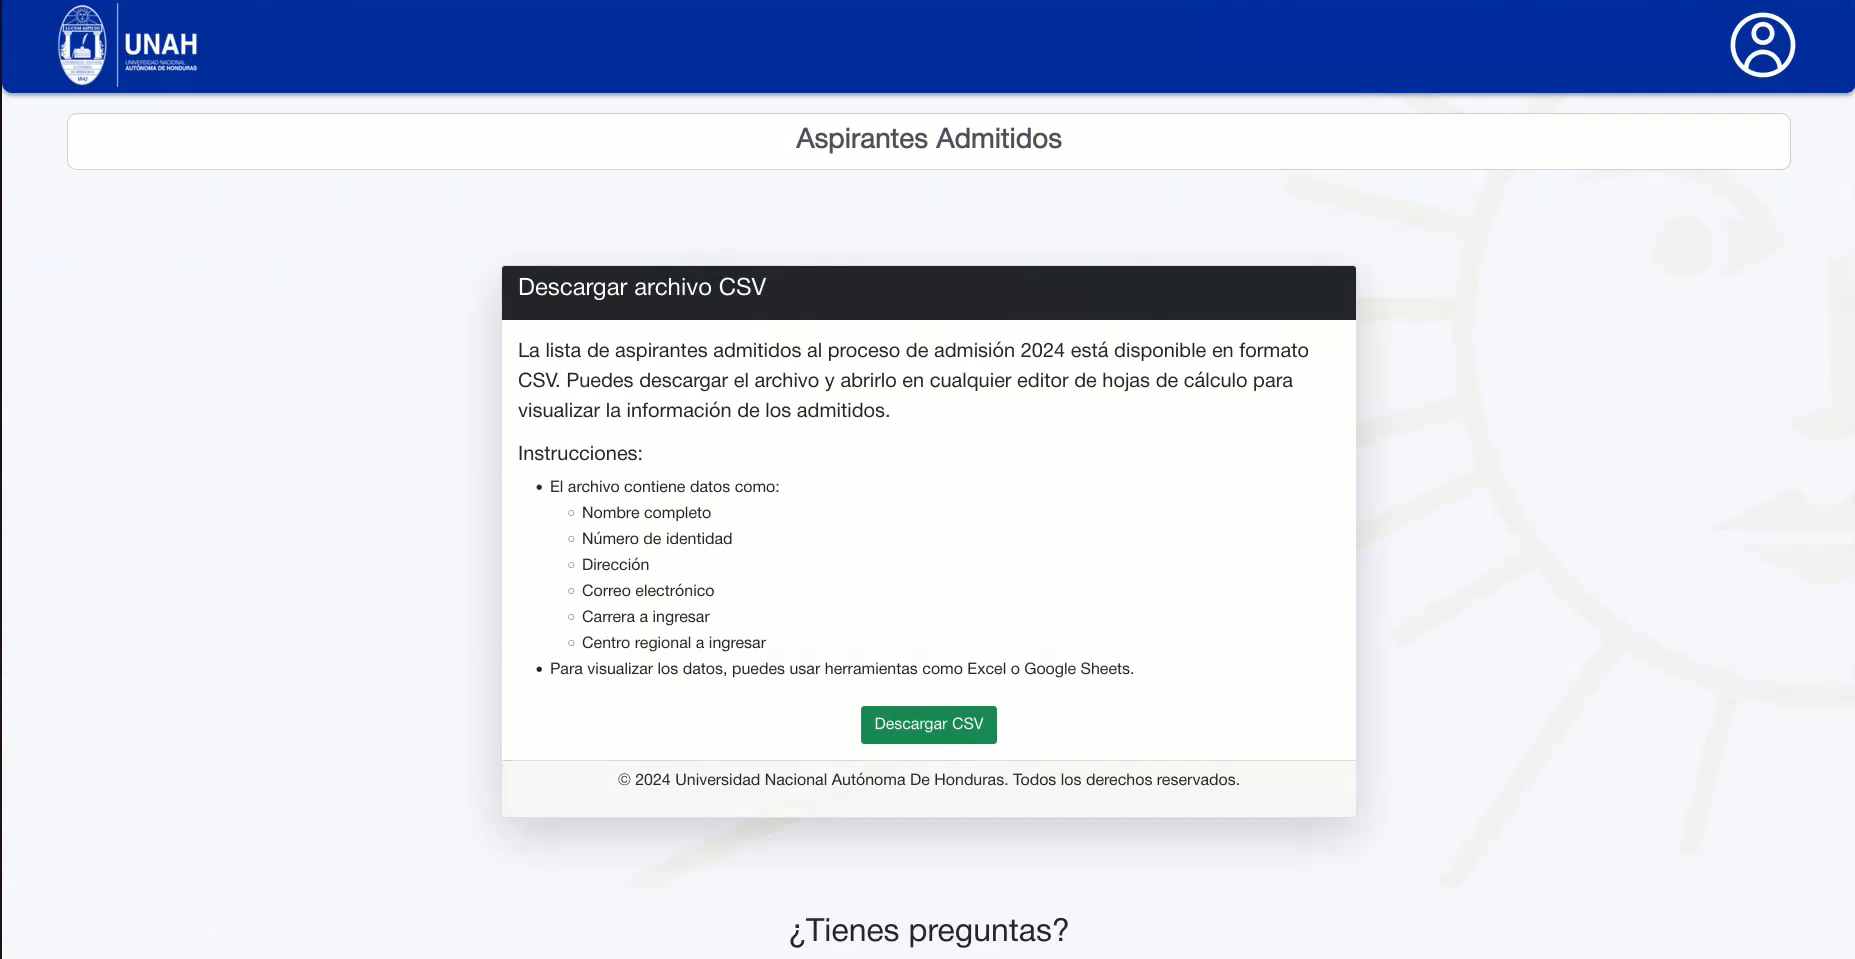 LUCEM ASPICIO
UNAH
UNIVERSIDAD NACIONAL
AUTÓNOMA DE HONDURAS
Aspirantes Admitidos
Descargar archivo CSV
La lista de aspirantes admitidos al proceso de admisión 2024 está disponible en formato
CSV. Puedes descargar el archivo y abrirlo en cualquier editor de hojas de cálculo para
visualizar la información de los admitidos.
Instrucciones:
El archivo contiene datos como:
Nombre completo
Número de identidad
Dirección
Correo electrónico
Carrera a ingresar
Centro regional a ingresar
Para visualizar los datos, puedes usar herramientas como Excel o Google Sheets.
Descargar CSV
© 2024 Universidad Nacional Autónoma De Honduras. Todos los derechos reservados.
¿Tienes preguntas?